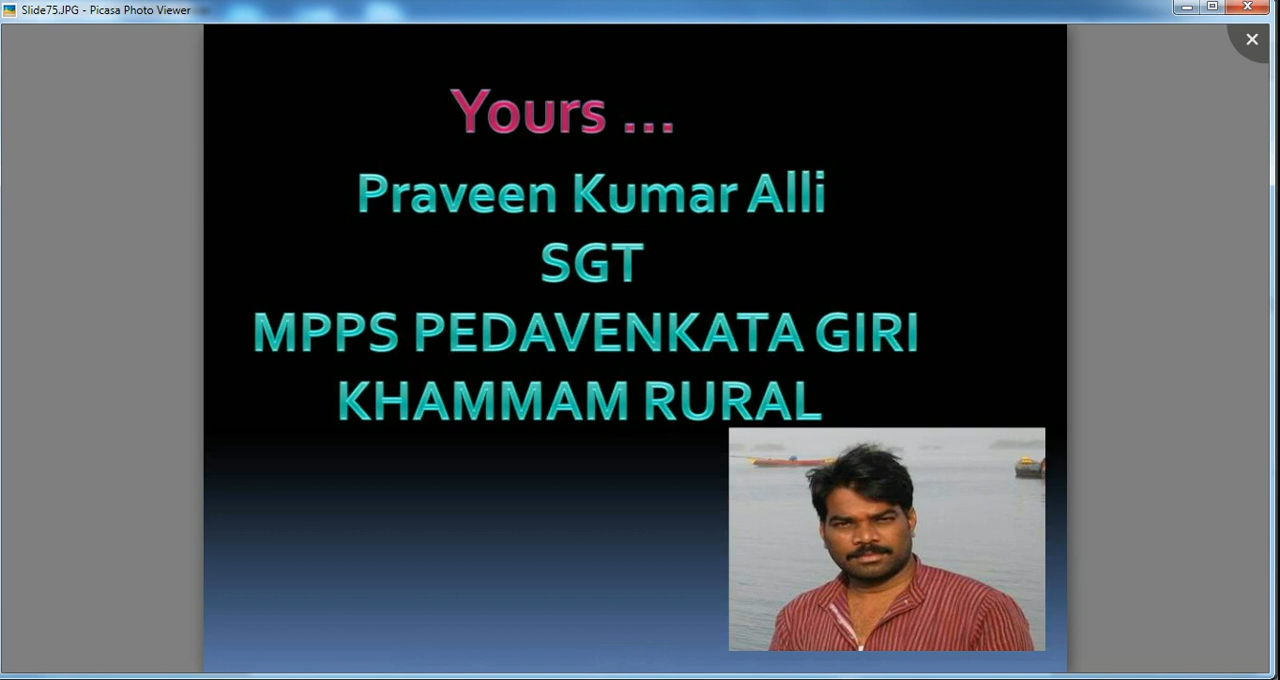 Slide75.JPG - Picasa Photo Viewer
Yours ...
Praveen Kumar Alli
SGT
MPPS PEDAVENKATA GIRI
KHAMMAM RURAL